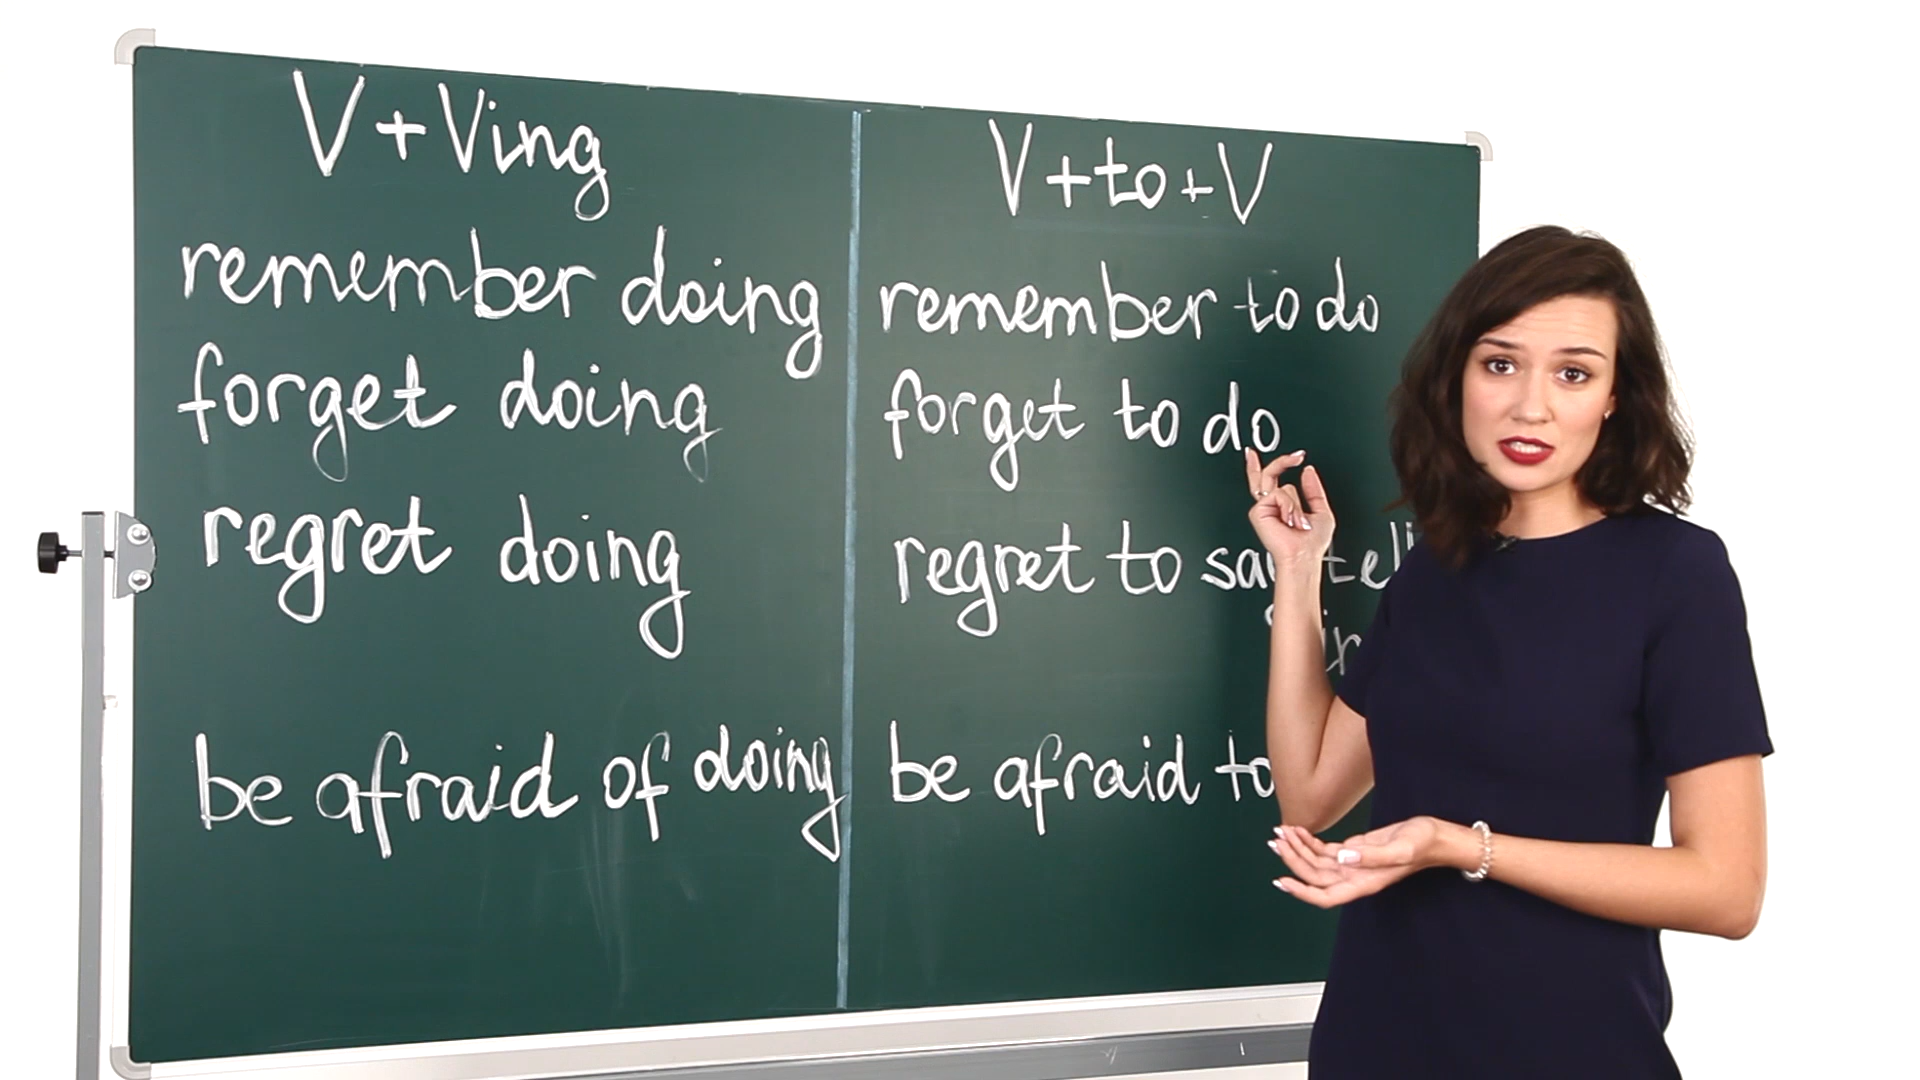 V + Ving
remember doing
forget doing
regret doing
be afraid of doing
V + to + V
remember to do
forget to do
regret to say
be afraid to